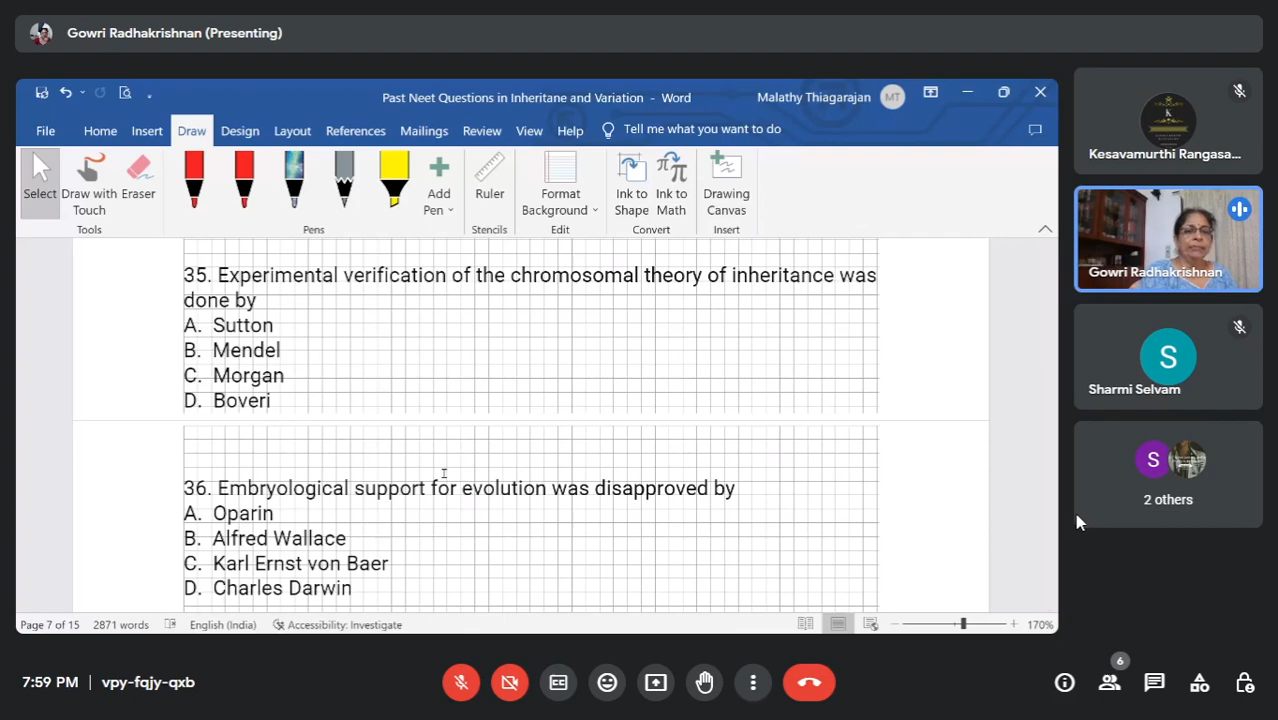 Gowri Radhakrishnan (Presenting)
Past Neet Questions in Inheritane and Variation - Word
Malathy Thiagarajan
MT
File
Home
Insert
Draw
Design
Layout
References
Mailings
Review
View
Help
Tell me what you want to do
Select
Draw with Touch
Eraser
Add Pen
Ruler
Format Background
Ink to Shape
Ink to Math
Drawing Canvas
Tools
Pens
Stencils
Edit
Convert
Insert
35. Experimental verification of the chromosomal theory of inheritance was
done by
A. Sutton
B. Mendel
C. Morgan
D. Boveri
36. Embryological support for evolution was disapproved by
A. Oparin
B. Alfred Wallace
C. Karl Ernst von Baer
D. Charles Darwin
Page 7 of 15
2871 words
English (India)
Accessibility: Investigate
170%
K
Kesavamurthi Rangasa...
Gowri Radhakrishnan
S
Sharmi Selvam
S
2 others
7:59 PM | vpy-fqjy-qxb
6